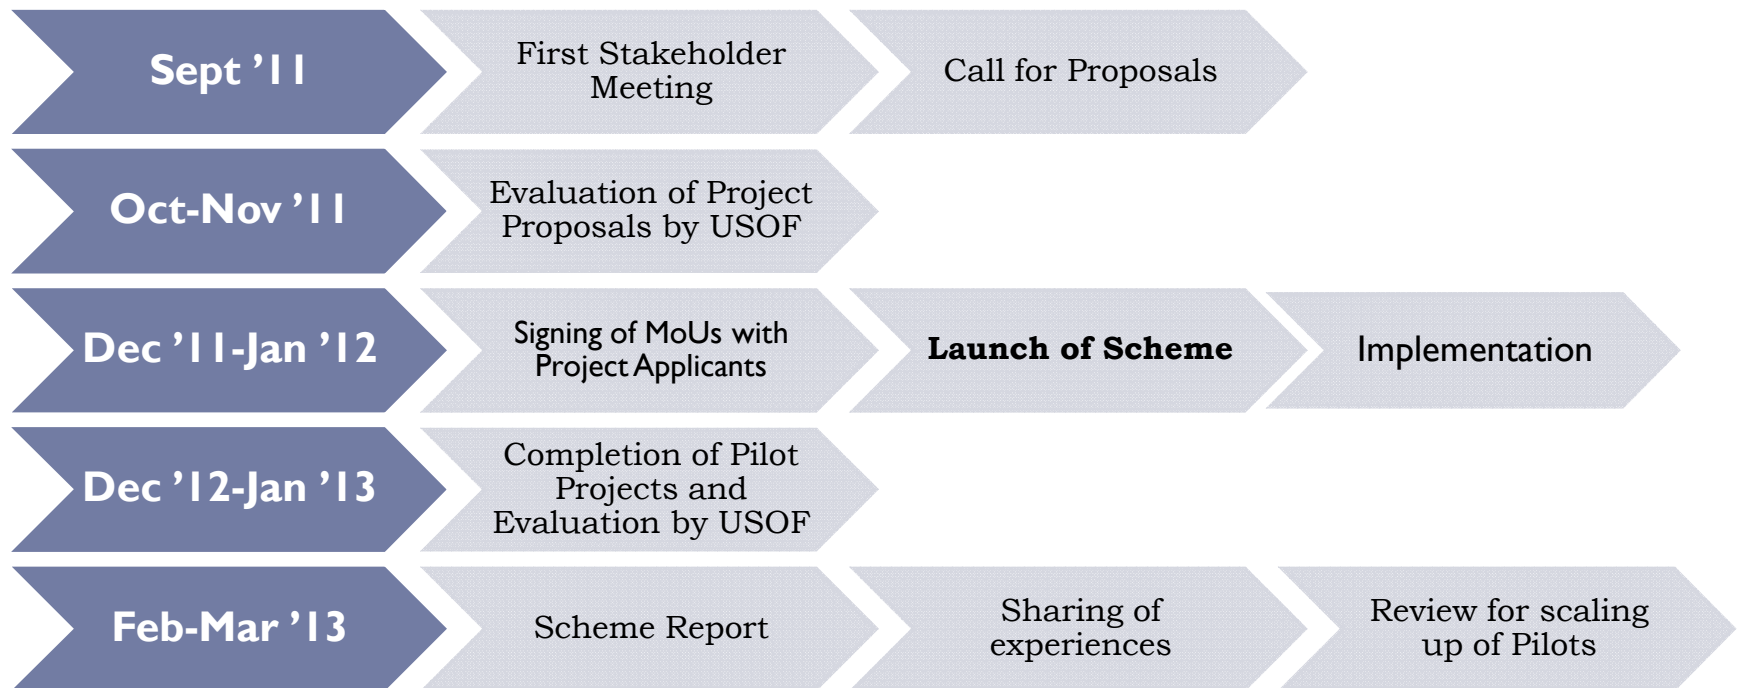 Sept ’11
First Stakeholder
Meeting
Call for Proposals
Oct-Nov ’11
Evaluation of Project
Proposals by USOF
Dec ’11-Jan ’12
Signing of MoUs with
Project Applicants
Launch of Scheme
Implementation
Dec ’12-Jan ’13
Completion of Pilot
Projects and
Evaluation by USOF
Feb-Mar ’13
Scheme Report
Sharing of
experiences
Review for scaling
up of Pilots